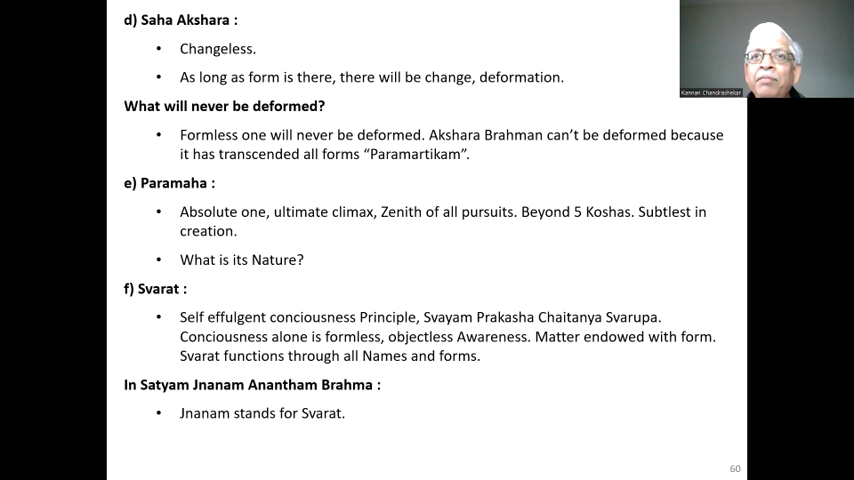 d) Saha Akshara :
• Changeless.
• As long as form is there, there will be change, deformation.
What will never be deformed?
• Formless one will never be deformed. Akshara Brahman can’t be deformed because
it has transcended all forms “Paramartikam”.
e) Paramaha :
• Absolute one, ultimate climax, Zenith of all pursuits. Beyond 5 Koshas. Subtlest in
creation.
• What is its Nature?
f) Svarat :
• Self effulgent conciousness Principle, Svayam Prakasha Chaitanya Svarupa.
Conciousness alone is formless, objectless Awareness. Matter endowed with form.
Svarat functions through all Names and forms.
In Satyam Jnanam Anantham Brahma :
• Jnanam stands for Svarat.
60
Kannan Chandrashekar